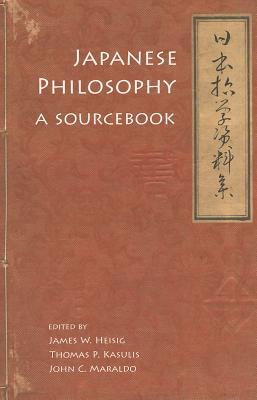 JAPANESE
PHILOSOPHY
A SOURCEBOOK
日本哲学資料集
EDITED BY
JAMES W. HEISIG
THOMAS P. KASULIS
JOHN C. MARALDO